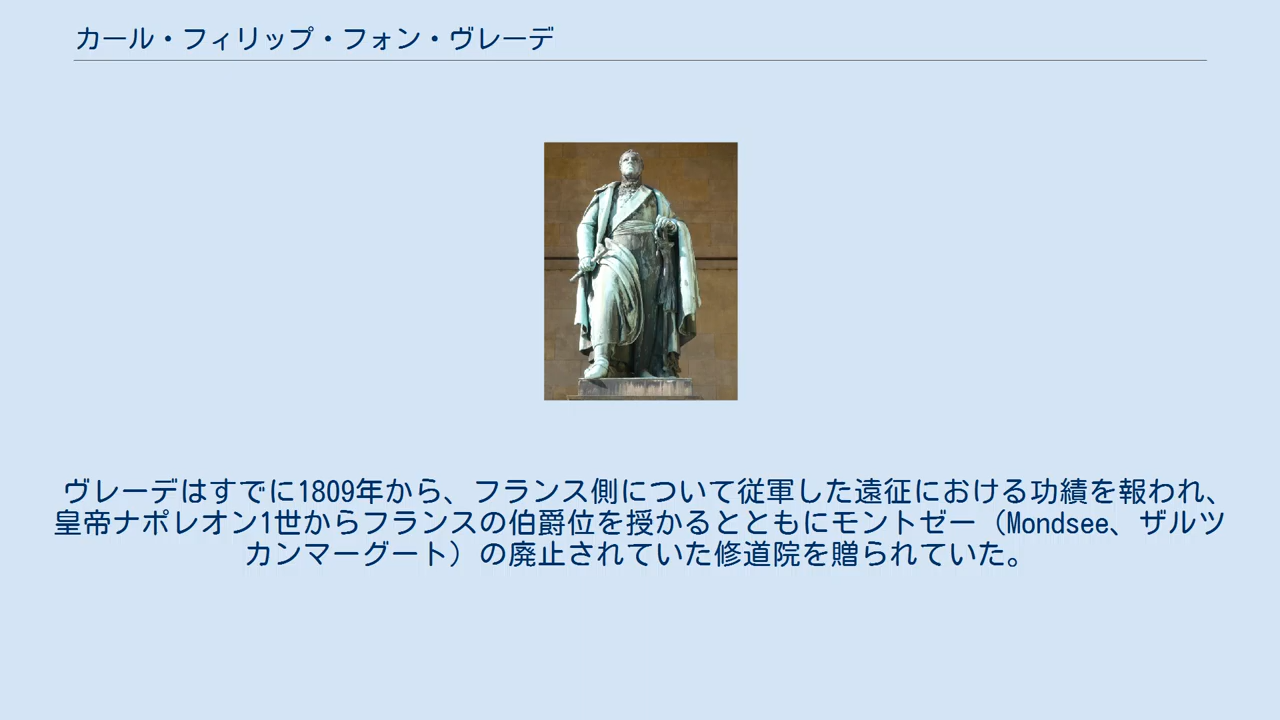 カール・フィリップ・フォン・ヴレーデ
ヴレーデはすでに1809年から、フランス側について従軍した遠征における功績を報われ、
皇帝ナポレオン1世からフランスの伯爵位を授かるとともにモントゼー（Mondsee、ザルツ
カンマーグート）の廃止されていた修道院を贈られていた。